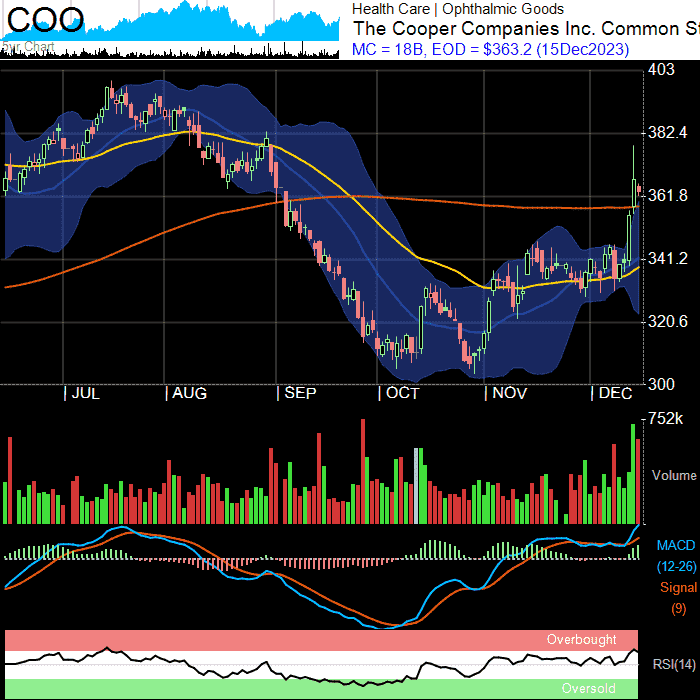 COO
5yr Chart
Health Care | Ophthalmic Goods
The Cooper Companies Inc. Common St
MC = 18B, EOD = $363.2 (15Dec2023)
403
382.4
361.8
341.2
320.6
300
| JUL | AUG | SEP | OCT | NOV | DEC
752k
Volume
MACD
(12-26)
Signal
(9)
Overbought
RSI(14)
Oversold